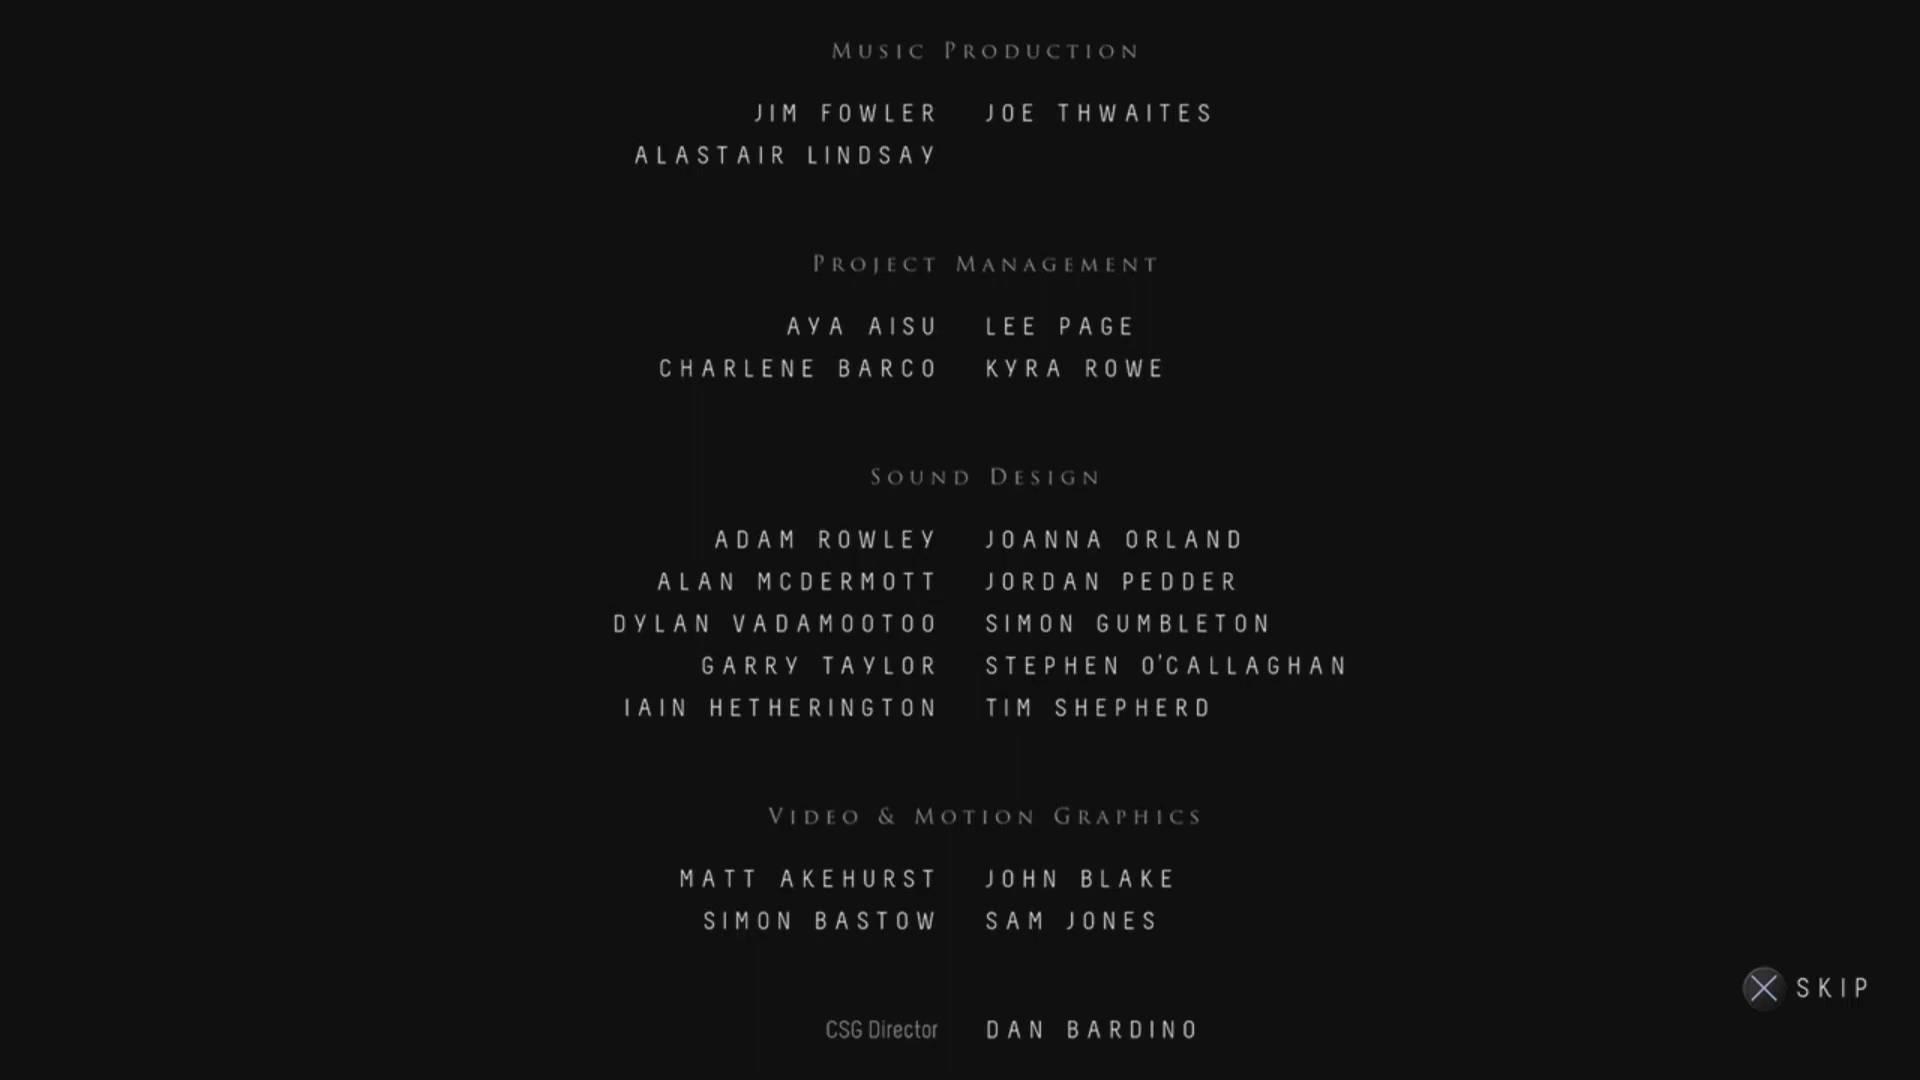 MUSIC PRODUCTION
JIM FOWLER JOE THWAITES
ALASTAIR LINDSAY
PROJECT MANAGEMENT
AYA AISU LEE PAGE
CHARLENE BARCO KYRA ROWE
SOUND DESIGN
ADAM ROWLEY JOANNA ORLAND
ALAN MCDERMOTT JORDAN PEDDER
DYLAN VADAMOOTOO SIMON GUMBLETON
GARRY TAYLOR STEPHEN O'CALLAGHAN
IAIN HETHERINGTON TIM SHEPHERD
VIDEO & MOTION GRAPHICS
MATT AKEHURST JOHN BLAKE
SIMON BASTOW SAM JONES
SKIP
CSG Director DAN BARDINO